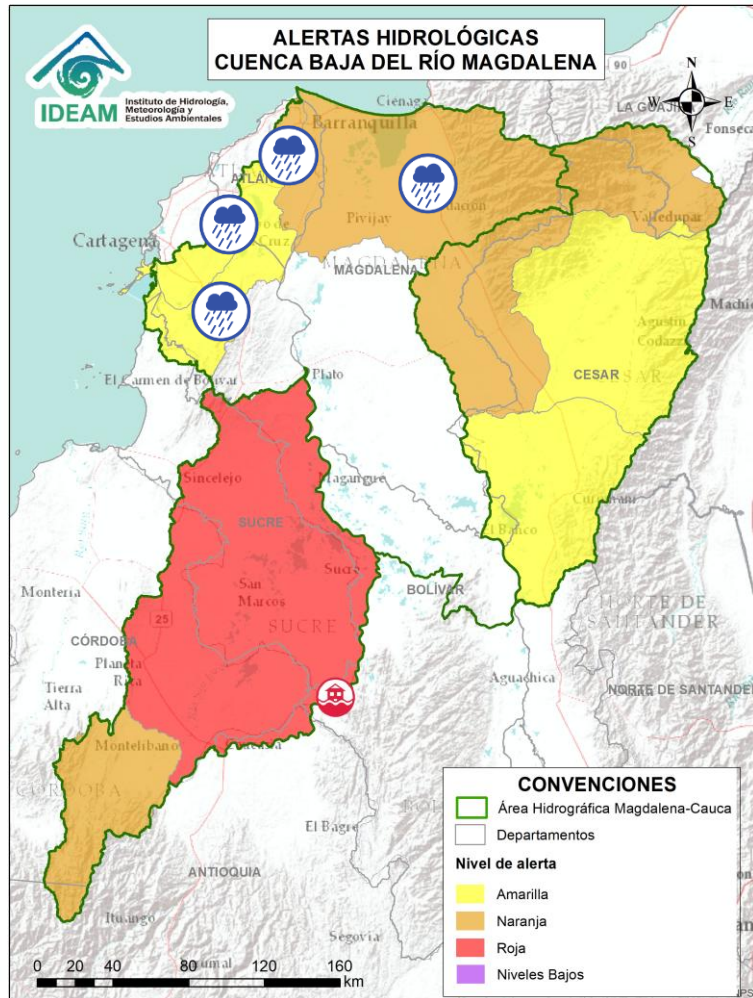 ALERTAS HIDROLÓGICAS
CUENCA BAJA DEL RÍO MAGDALENA
IDEAM
Instituto de Hidrología,
Meteorología y
Estudios Ambientales
90
N
W E
S
LA GUAJIRA
Fonseca
Ciénaga
Barranquilla
Valledupar
Pivijay
Cruz
Cartagena
MAGDALENA
Agustín
Codazzi
CESAR
El Carmen de Bolívar
Plato
Sincelejo
Magangue
SUCRE
Curumani
El Banco
Sucre
San
Marcos
BOLÍVAR
Montería
25
SUCRE
NORTE DE
SANTANDER
CÓRDOBA
Planeta
Rica
Aguachica
NORTE DE SANTANDER
Tierra
Alta
Montelibano
El Bagre
ANTIOQUIA
Ituango
Segovia
0 20 40 80 120 160
km
CONVENCIONES
Área Hidrográfica Magdalena-Cauca
Departamentos
Nivel de alerta
Amarilla
Naranja
Roja
Niveles Bajos